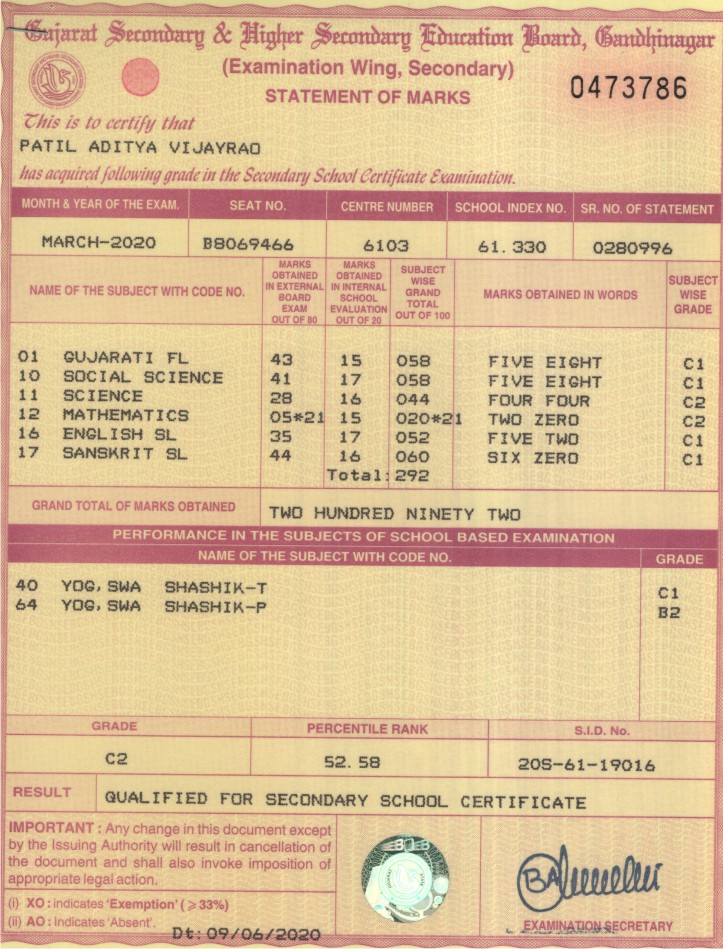 Gujarat Secondary & Higher Secondary Education Board, Gandhinagar
(Examination Wing, Secondary)
STATEMENT OF MARKS
0473786
This is to certify that
PATIL ADITYA VIJAYRAO
has acquired following grade in the Secondary School Certificate Examination.
MONTH & YEAR OF THE EXAM. SEAT NO. CENTRE NUMBER SCHOOL INDEX NO. SR. NO. OF STATEMENT
MARCH-2020 B8069466 6103 61.330 0280996
NAME OF THE SUBJECT WITH CODE NO. MARKS OBTAINED IN EXTERNAL BOARD EXAM OUT OF 80 MARKS OBTAINED IN INTERNAL SCHOOL EVALUATION OUT OF 20 SUBJECT WISE GRAND TOTAL OUT OF 100 MARKS OBTAINED IN WORDS SUBJECT WISE GRADE
01 GUJARATI FL 43 15 058 FIVE EIGHT C1
10 SOCIAL SCIENCE 41 17 058 FIVE EIGHT C1
11 SCIENCE 28 16 044 FOUR FOUR C2
12 MATHEMATICS 05*21 15 020*21 TWO ZERO C2
16 ENGLISH SL 35 17 052 FIVE TWO C1
17 SANSKRIT SL 44 16 060 SIX ZERO C1
Total:292
GRAND TOTAL OF MARKS OBTAINED TWO HUNDRED NINETY TWO
PERFORMANCE IN THE SUBJECTS OF SCHOOL BASED EXAMINATION
NAME OF THE SUBJECT WITH CODE NO. GRADE
40 YOG,SWA SHASHIK-T C1
64 YOG,SWA SHASHIK-P B2
GRADE PERCENTILE RANK S.I.D. No.
C2 52.58 20S-61-19016
RESULT QUALIFIED FOR SECONDARY SCHOOL CERTIFICATE
IMPORTANT : Any change in this document except
by the Issuing Authority will result in cancellation of
the document and shall also invoke imposition of
appropriate legal action.
(i) XO: indicates 'Exemption' (⩾33%)
(ii) AO: Indicates 'Absent'.
Dt:09/06/2020
EXAMINATION SECRETARY